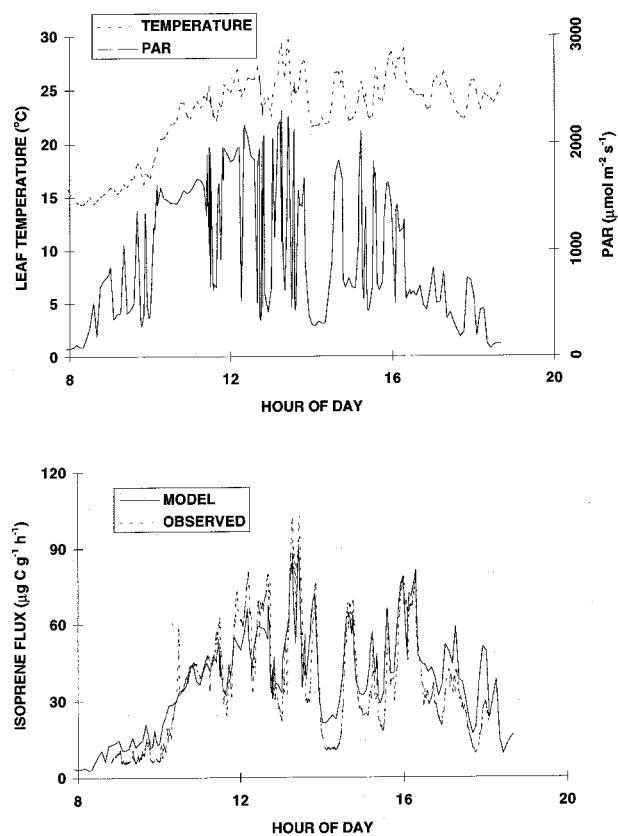 TEMPERATURE
PAR
30
25
20
15
10
5
0
3000
2000
1000
0
LEAF TEMPERATURE (°C)
PAR (μmol m⁻² s⁻¹)
8
12
16
20
HOUR OF DAY
MODEL
OBSERVED
120
90
60
30
0
ISOPRENE FLUX (μg C g⁻¹ h⁻¹)
8
12
16
20
HOUR OF DAY